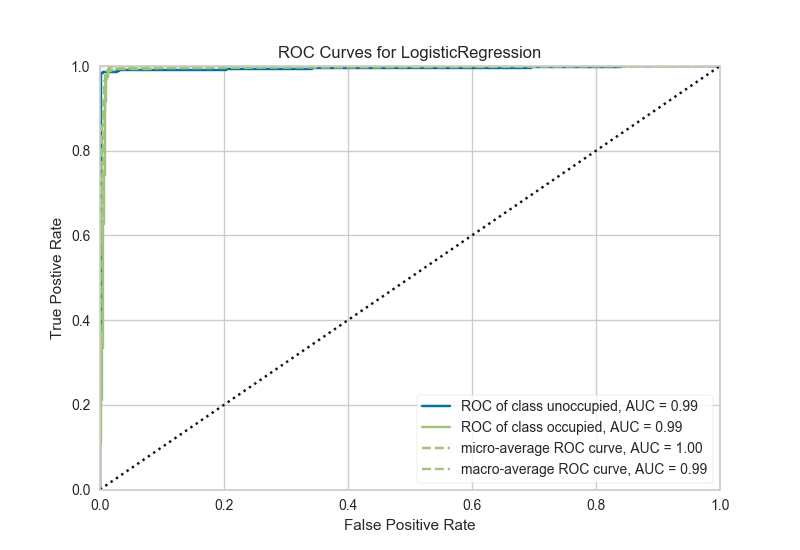 ROC Curves for LogisticRegression
1.0
0.8
0.6
0.4
0.2
0.0
True Postive Rate
ROC of class unoccupied, AUC = 0.99
ROC of class occupied, AUC = 0.99
micro-average ROC curve, AUC = 1.00
macro-average ROC curve, AUC = 0.99
0.0 0.2 0.4 0.6 0.8 1.0
False Positive Rate